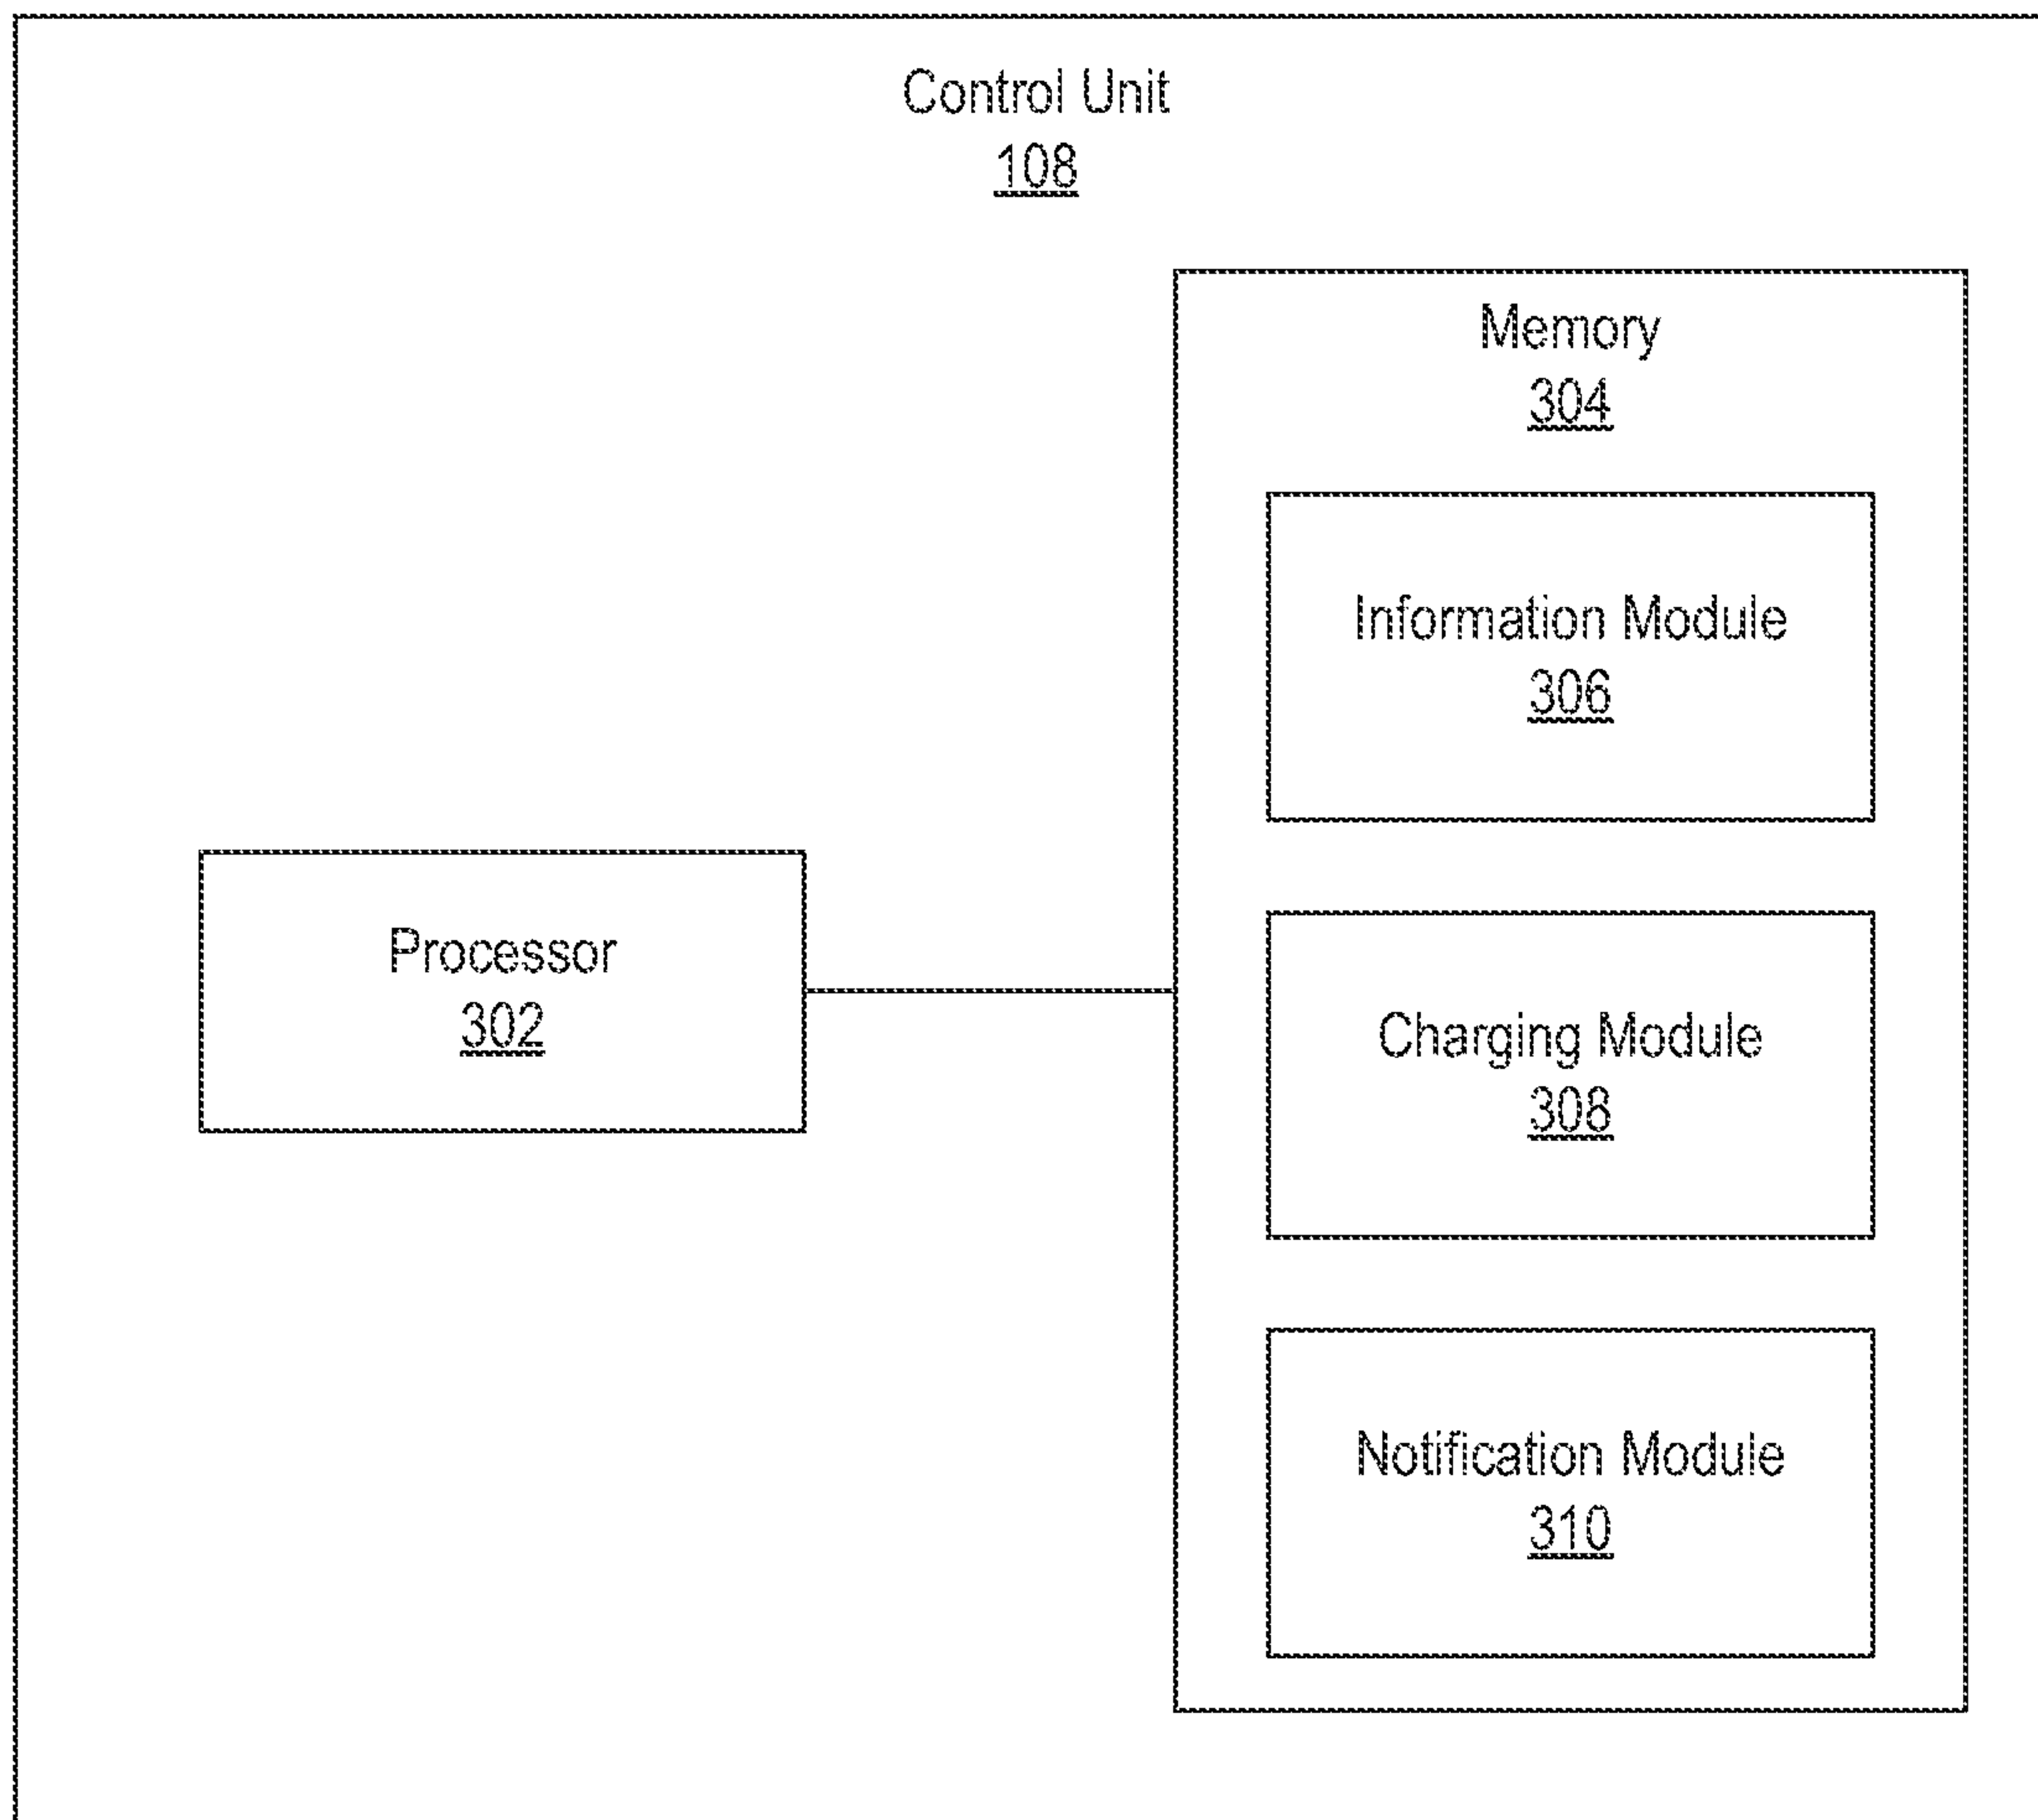 Control Unit
108
Memory
304
Information Module
306
Processor
302
Charging Module
308
Notification Module
310